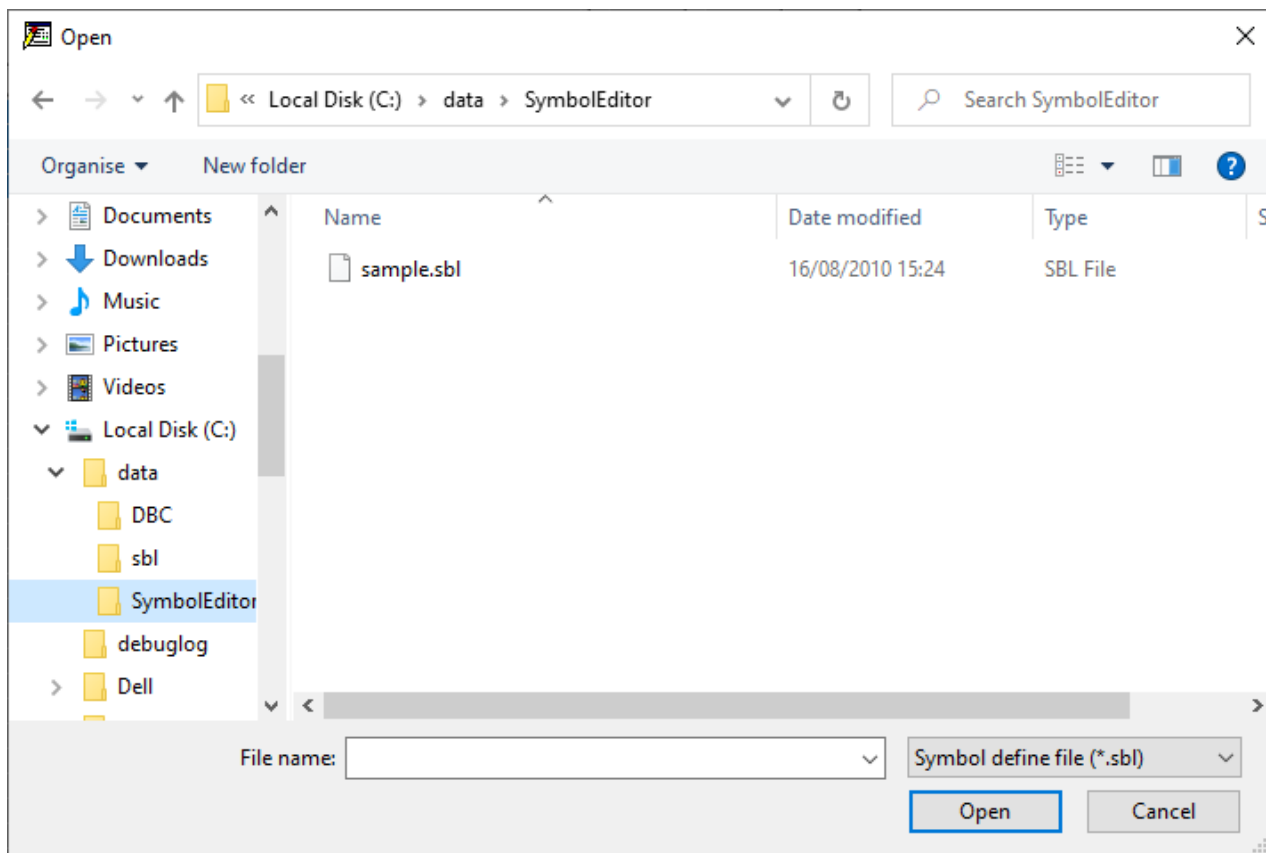 Open
« Local Disk (C:) › data › SymbolEditor
Search SymbolEditor
Organise
New folder
Documents
Downloads
Music
Pictures
Videos
Local Disk (C:)
data
DBC
sbl
SymbolEditor
debuglog
Dell
Name Date modified Type S
sample.sbl 16/08/2010 15:24 SBL File
File name:
Symbol define file (*.sbl)
Open
Cancel